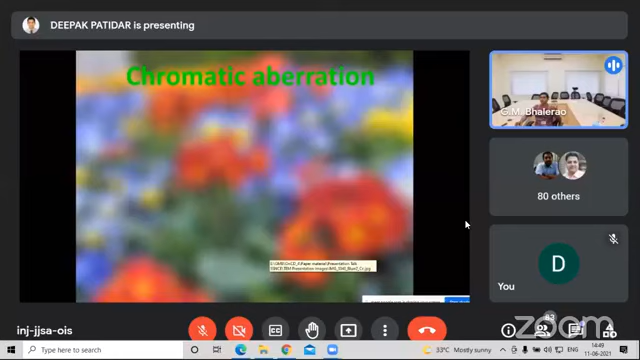 DEEPAK PATIDAR is presenting
Chromatic aberration
G.M. Bhalerao
80 others
D
You
inj-jjsa-ois
83
zoom
Type here to search
33°C Mostly sunny
ENG
14:49
11-06-2021